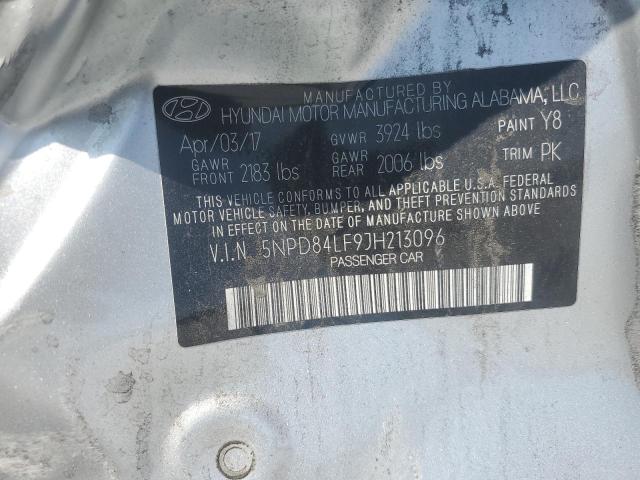 MANUFACTURED BY
HYUNDAI MOTOR MANUFACTURING ALABAMA, LLC
Apr/03/17 GVWR 3924 lbs PAINT Y8
GAWR FRONT 2183 lbs GAWR REAR 2006 lbs TRIM PK
THIS VEHICLE CONFORMS TO ALL APPLICABLE U.S.A. FEDERAL
MOTOR VEHICLE SAFETY, BUMPER, AND THEFT PREVENTION STANDARDS
IN EFFECT ON THE DATE OF MANUFACTURE SHOWN ABOVE.
V.I.N. 5NPD84LF9JH213096
PASSENGER CAR